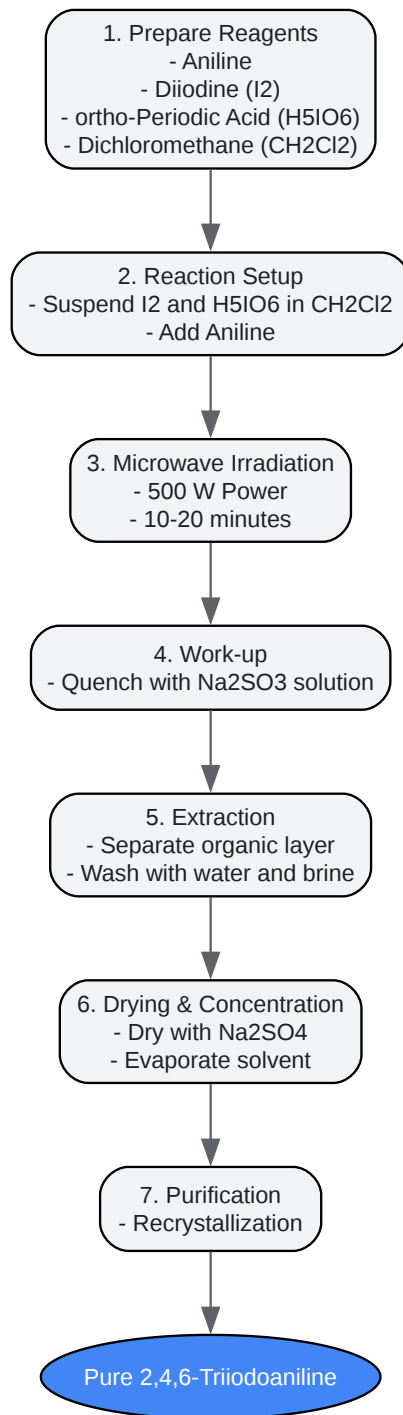 1. Prepare Reagents
- Aniline
- Diiodine (I2)
- ortho-Periodic Acid (H5IO6)
- Dichloromethane (CH2Cl2)
2. Reaction Setup
- Suspend I2 and H5IO6 in CH2Cl2
- Add Aniline
3. Microwave Irradiation
- 500 W Power
- 10-20 minutes
4. Work-up
- Quench with Na2SO3 solution
5. Extraction
- Separate organic layer
- Wash with water and brine
6. Drying & Concentration
- Dry with Na2SO4
- Evaporate solvent
7. Purification
- Recrystallization
Pure 2,4,6-Triiodoaniline